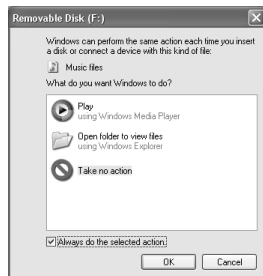 Removable Disk (F:)
Windows can perform the same action each time you insert
a disk or connect a device with this kind of file:
Music files
What do you want Windows to do?
Play
using Windows Media Player
Open folder to view files
using Windows Explorer
Take no action
Always do the selected action.
OK
Cancel